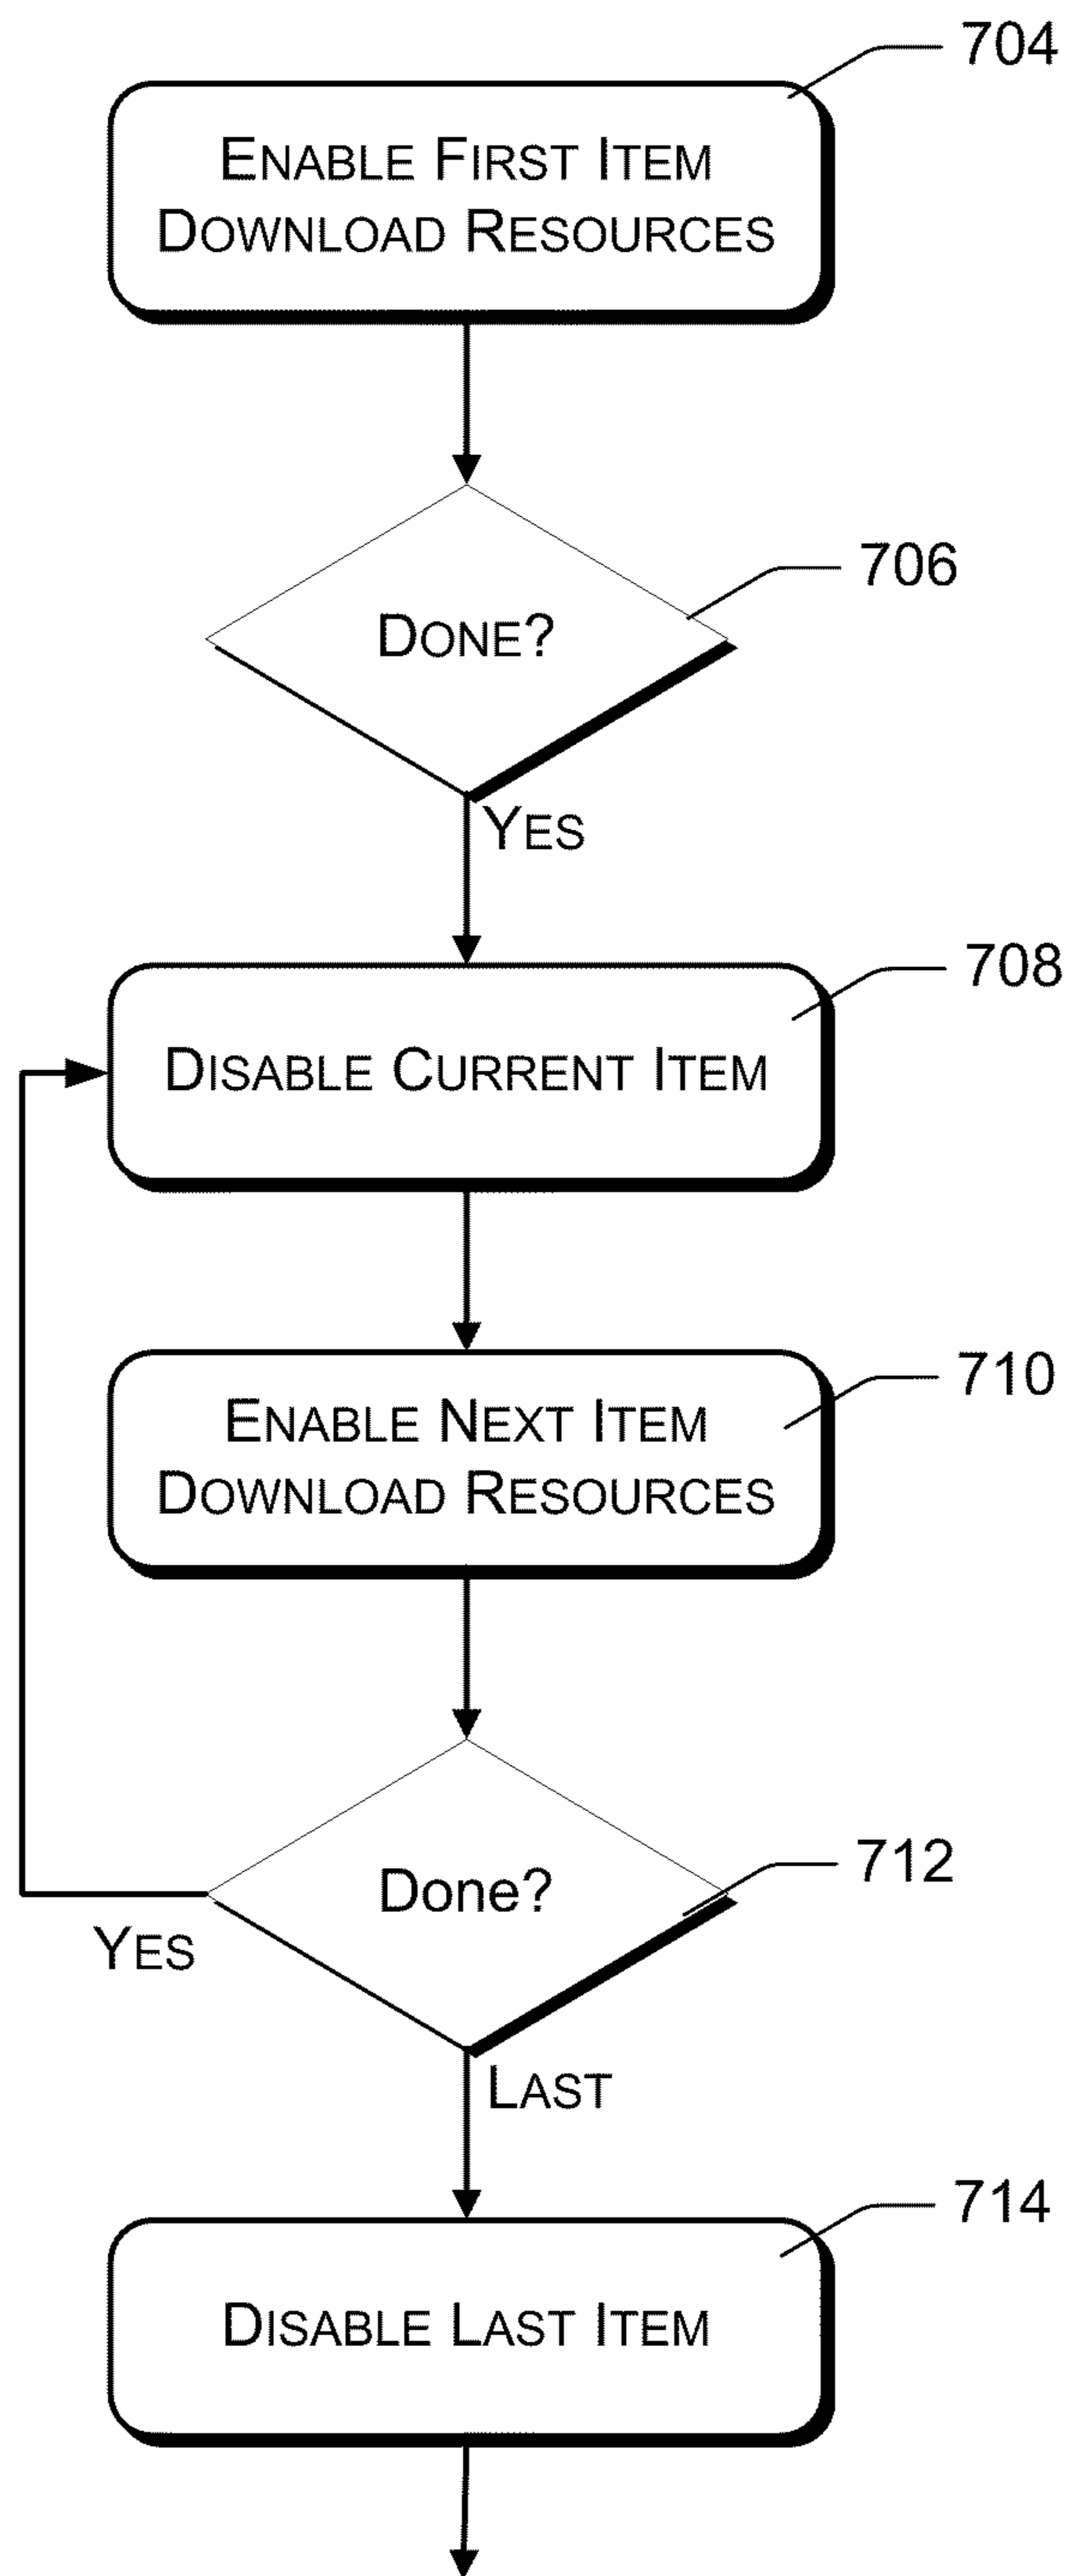 704
ENABLE FIRST ITEM
DOWNLOAD RESOURCES
706
DONE?
YES
708
DISABLE CURRENT ITEM
710
ENABLE NEXT ITEM
DOWNLOAD RESOURCES
712
Done?
YES
LAST
714
DISABLE LAST ITEM